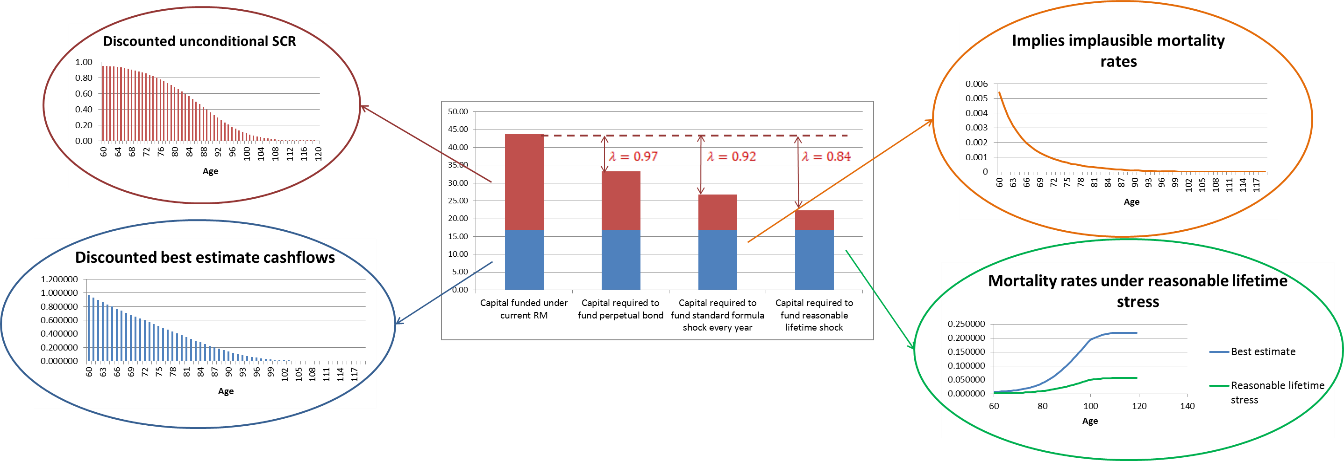 Discounted unconditional SCR
1.00
0.80
0.60
0.40
0.20
0.00
60 64 68 72 76 80 84 88 92 96 100 104 108 112 116 120
Age
Discounted best estimate cashflows
1.200000
1.000000
0.800000
0.600000
0.400000
0.200000
0.000000
60 63 66 69 72 75 78 81 84 87 90 93 96 99 102 105 108 111 114 117
Age
50.00
45.00
40.00
35.00
30.00
25.00
20.00
15.00
10.00
5.00
0.00
λ = 0.97
λ = 0.92
λ = 0.84
Capital funded under
current RM
Capital required to
fund perpetual bond
Capital required to
fund standard formula
shock every year
Capital required to
fund reasonable
lifetime shock
Implies implausible mortality
rates
0.006
0.005
0.004
0.003
0.002
0.001
0
60 63 66 69 72 75 78 81 84 87 90 93 96 99 102 105 108 111 114 117
Age
Mortality rates under reasonable lifetime
stress
0.250000
0.200000
0.150000
0.100000
0.050000
0.000000
60 80 100 120 140
Age
Best estimate
Reasonable lifetime
stress